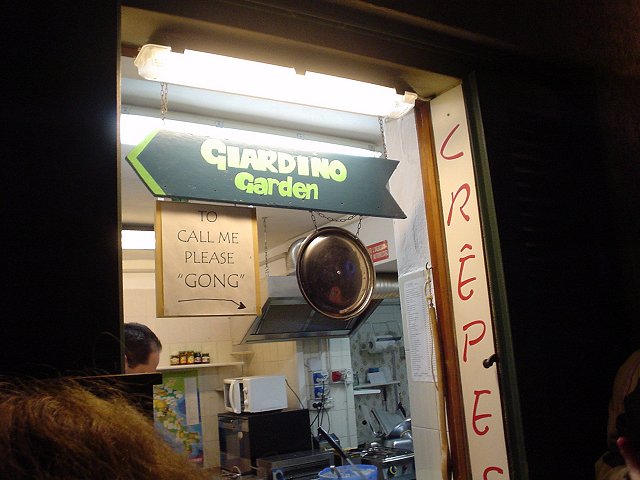 GIARDINO
Garden
TO
CALL ME
PLEASE
"GONG"
CRÊPES